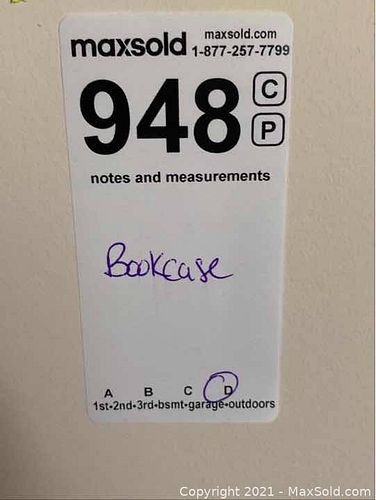 maxsold maxsold.com
1-877-257-7799
948 C
P
notes and measurements
Bookcase
A B C D
1st-2nd-3rd-bsmt-garage-outdoors
Copyright © 2021 - MaxSold.com